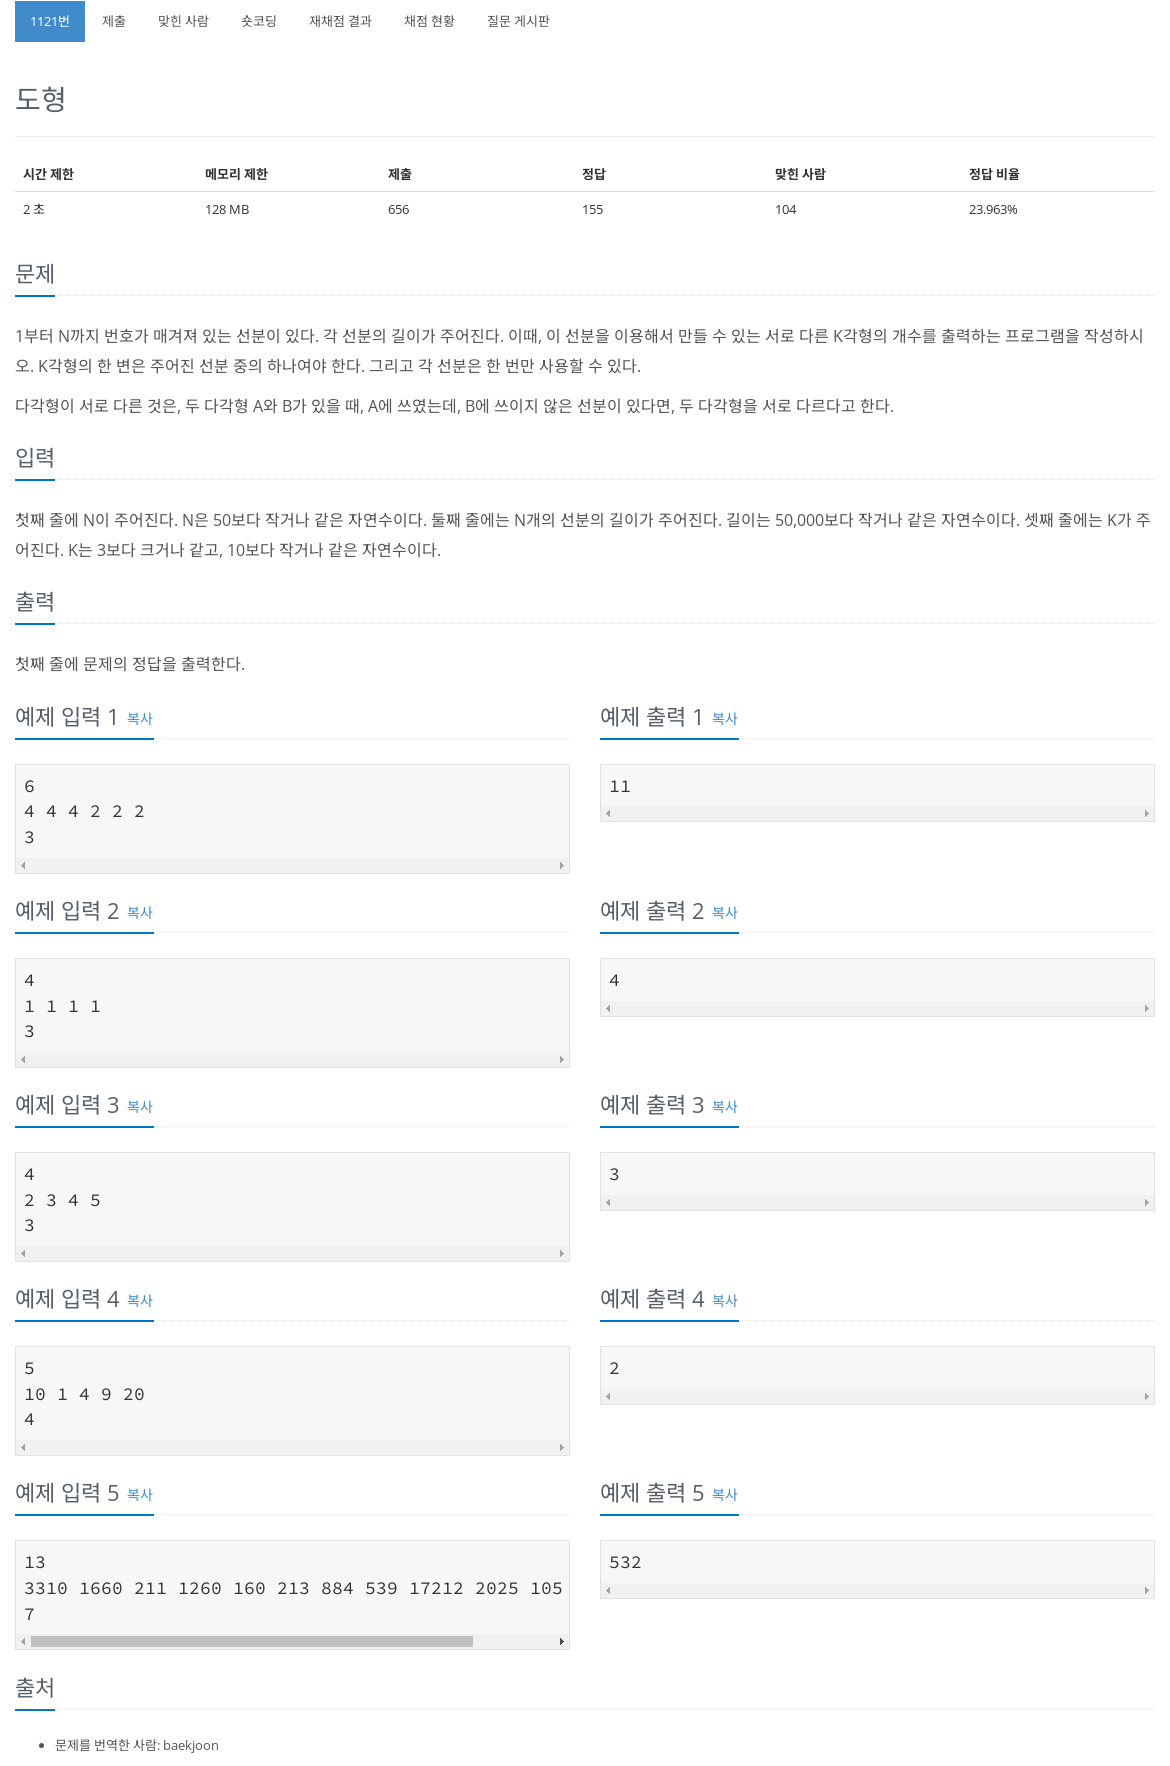 1121번 제출 맞힌 사람 숏코딩 재채점 결과 채점 현황 질문 게시판
도형
시간 제한 메모리 제한 제출 정답 맞힌 사람 정답 비율
2 초 128 MB 656 155 104 23.963%
문제
1부터 N까지 번호가 매겨져 있는 선분이 있다. 각 선분의 길이가 주어진다. 이때, 이 선분을 이용해서 만들 수 있는 서로 다른 K각형의 개수를 출력하는 프로그램을 작성하시
오. K각형의 한 변은 주어진 선분 중의 하나여야 한다. 그리고 각 선분은 한 번만 사용할 수 있다.
다각형이 서로 다른 것은, 두 다각형 A와 B가 있을 때, A에 쓰였는데, B에 쓰이지 않은 선분이 있다면, 두 다각형을 서로 다르다고 한다.
입력
첫째 줄에 N이 주어진다. N은 50보다 작거나 같은 자연수이다. 둘째 줄에는 N개의 선분의 길이가 주어진다. 길이는 50,000보다 작거나 같은 자연수이다. 셋째 줄에는 K가 주
어진다. K는 3보다 크거나 같고, 10보다 작거나 같은 자연수이다.
출력
첫째 줄에 문제의 정답을 출력한다.
예제 입력 1 복사
6
4 4 4 2 2 2
3
예제 출력 1 복사
11
예제 입력 2 복사
4
1 1 1 1
3
예제 출력 2 복사
4
예제 입력 3 복사
4
2 3 4 5
3
예제 출력 3 복사
3
예제 입력 4 복사
5
10 1 4 9 20
4
예제 출력 4 복사
2
예제 입력 5 복사
13
3310 1660 211 1260 160 213 884 539 17212 2025 105
7
예제 출력 5 복사
532
출처
문제를 번역한 사람: baekjoon